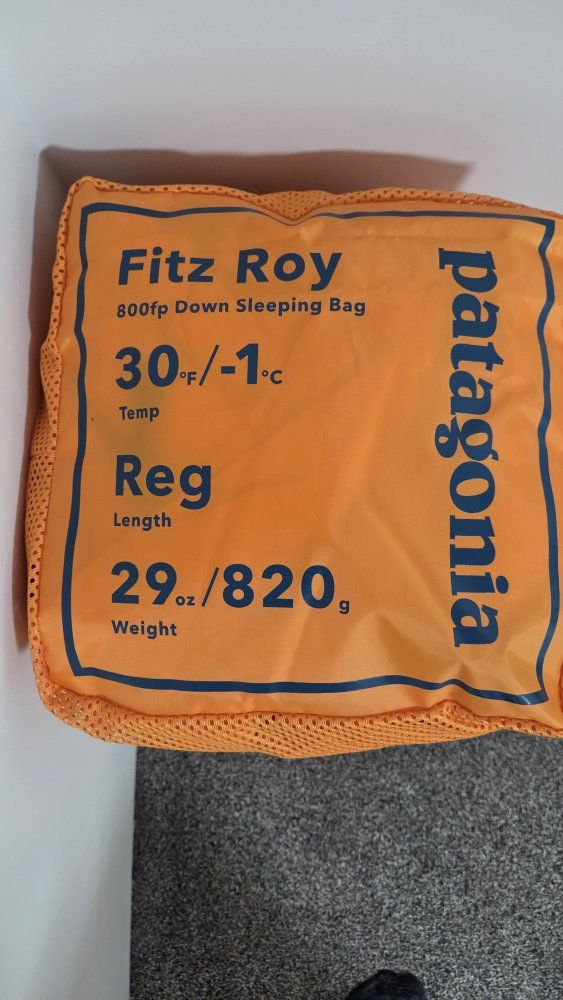 Fitz Roy
800fp Down Sleeping Bag
30°F/-1°C
Temp
Reg
Length
29oz/820g
Weight
patagonia